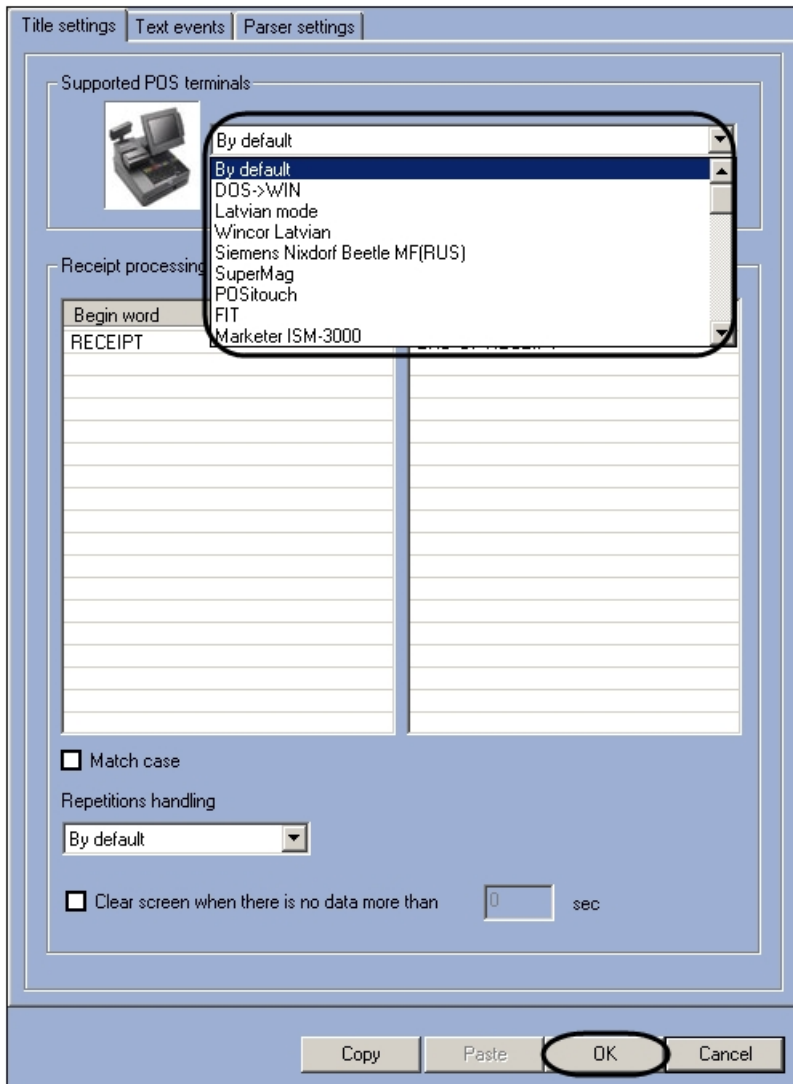 Title settings Text events Parser settings
Supported POS terminals
By default
By default
DOS->WIN
Latvian mode
Wincor Latvian
Siemens Nixdorf Beetle MF(RUS)
SuperMag
POSitouch
FIT
Marketer ISM-3000
Receipt processing
Begin word
RECEIPT
Match case
Repetitions handling
By default
Clear screen when there is no data more than 0 sec
Copy Paste OK Cancel